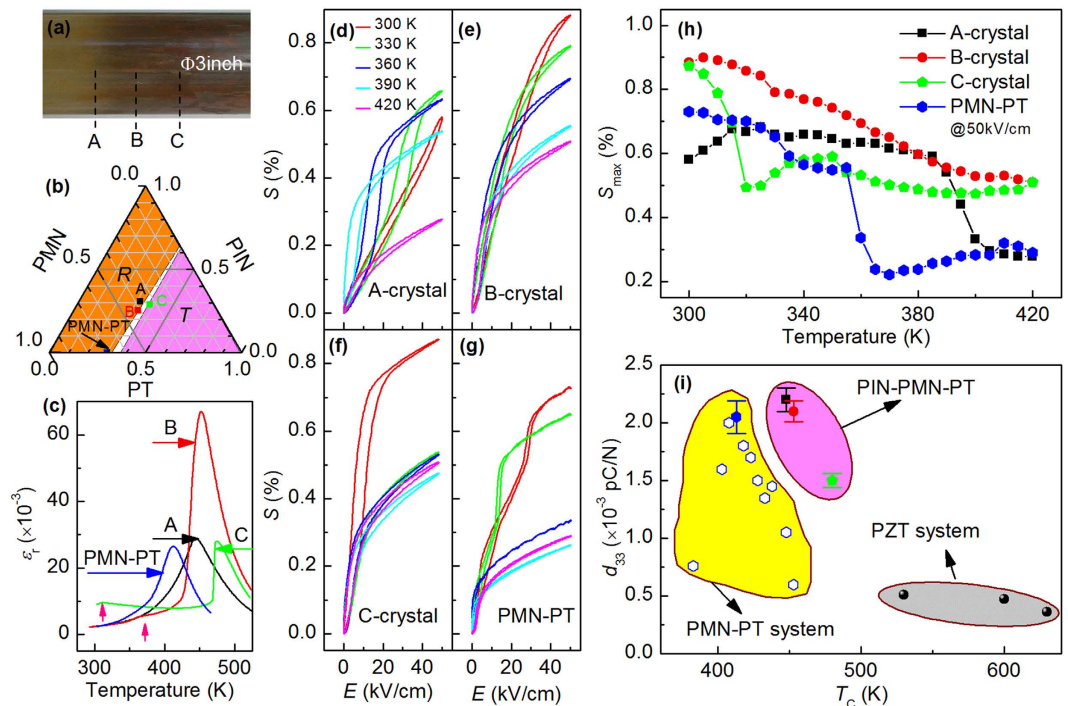 (a)
Φ3inch
A B C
(b)
0.0 1.0
PMN
PIN
0.5 0.5
R
A
B
C
T
PMN-PT
1.0 0.0
0.0 0.5 1.0
PT
(c)
εr (×10-3)
60
30
0
B
A
C
PMN-PT
300 400 500
Temperature (K)
(d)
300 K
330 K
360 K
390 K
420 K
S (%)
0.8
0.6
0.4
0.2
0.0
A-crystal
(e)
B-crystal
(f)
S (%)
0.8
0.6
0.4
0.2
0.0
C-crystal
0 20 40
E (kV/cm)
(g)
PMN-PT
0 20 40
E (kV/cm)
(h)
A-crystal
B-crystal
C-crystal
PMN-PT
@50kV/cm
Smax (%)
1.0
0.8
0.6
0.4
0.2
300 340 380 420
Temperature (K)
(i)
PIN-PMN-PT
PZT system
PMN-PT system
d33 (×10-3 pC/N)
2.5
2.0
1.5
1.0
0.5
0.0
400 500 600
TC (K)